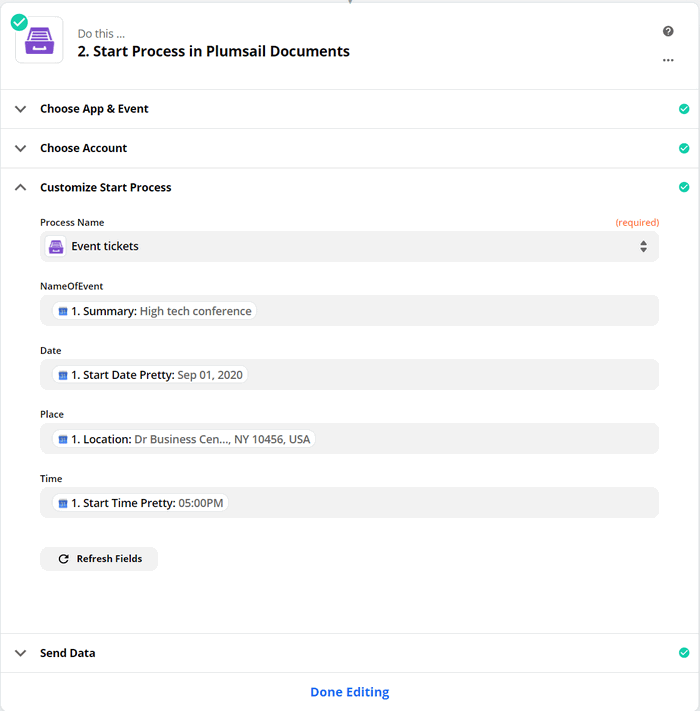 Do this ...
2. Start Process in Plumsail Documents
Choose App & Event
Choose Account
Customize Start Process
Process Name (required)
Event tickets
NameOfEvent
1. Summary: High tech conference
Date
1. Start Date Pretty: Sep 01, 2020
Place
1. Location: Dr Business Cen..., NY 10456, USA
Time
1. Start Time Pretty: 05:00PM
Refresh Fields
Send Data
Done Editing